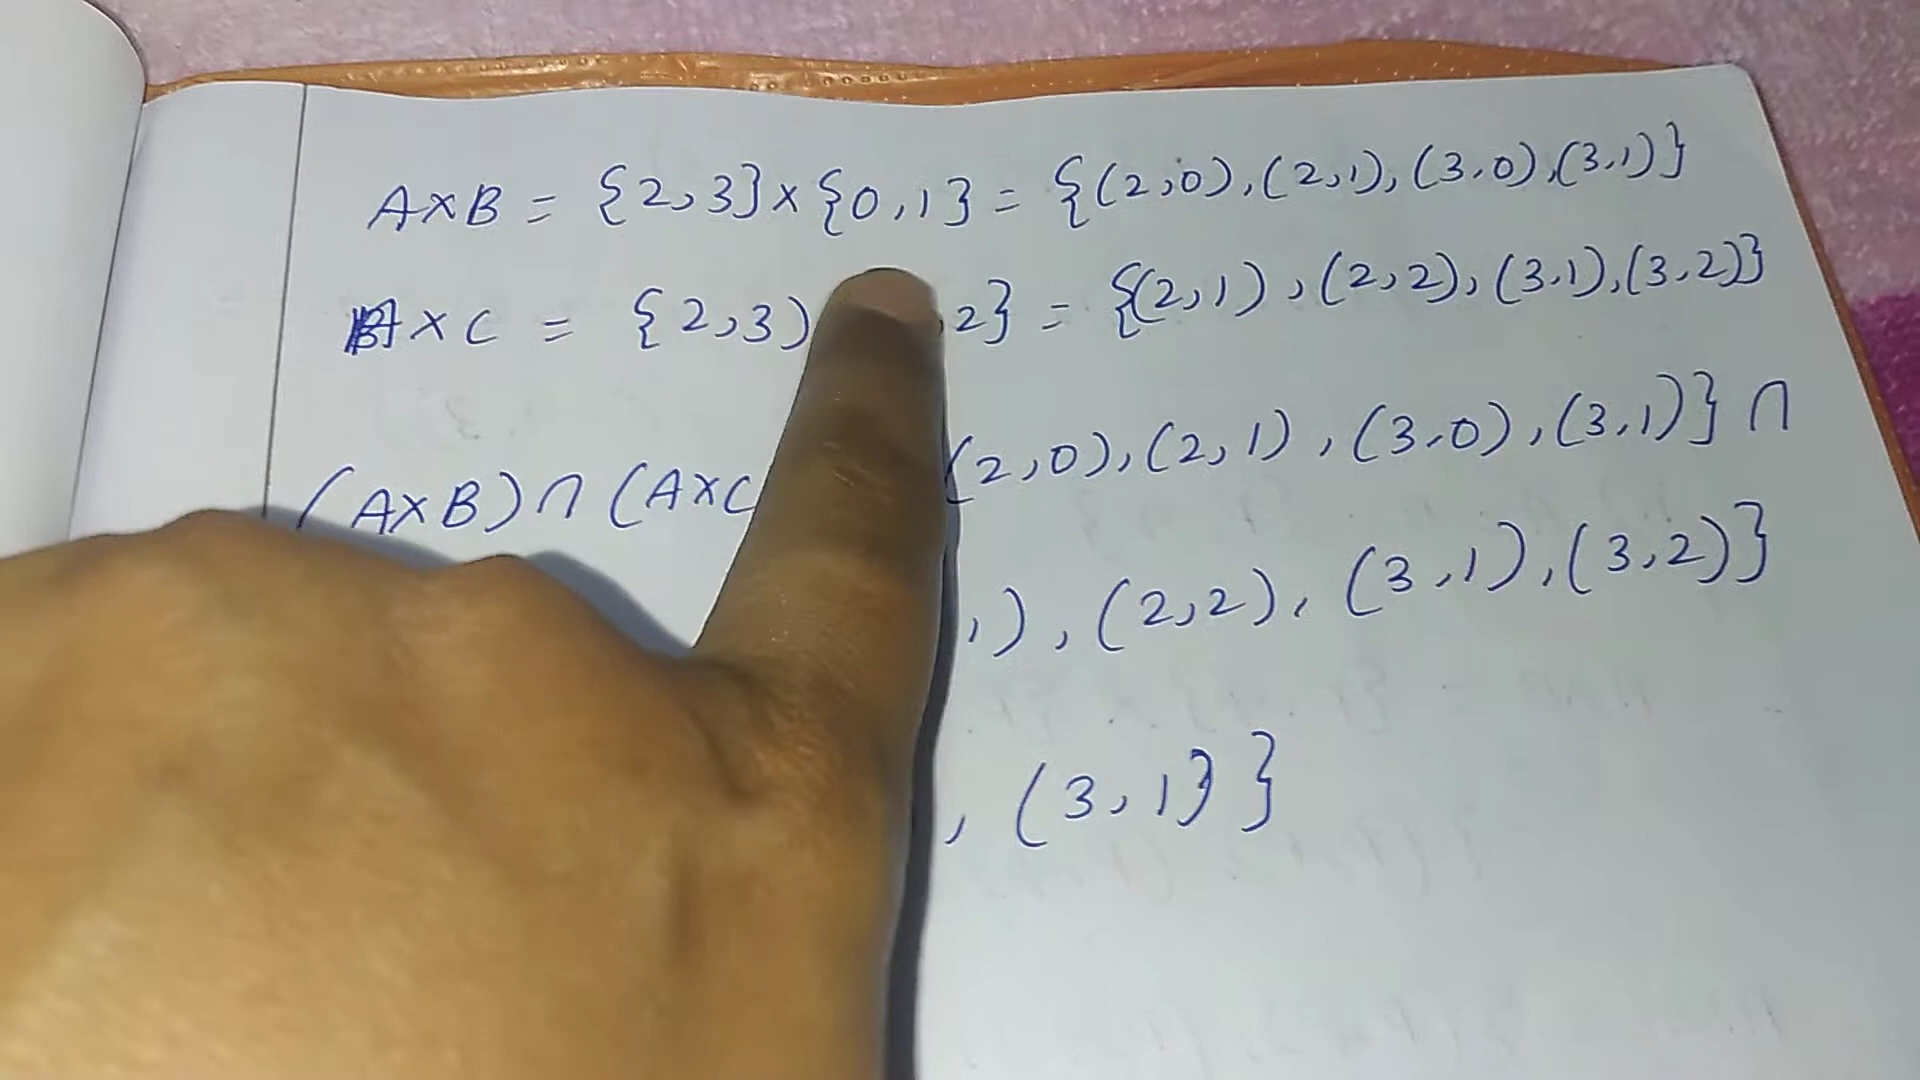 A×B = {2,3}×{0,1} = {(2,0),(2,1),(3,0),(3,1)}
A×C = {2,3) ,2} = {(2,1),(2,2),(3,1),(3,2)}
(A×B)∩(A×C (2,0),(2,1),(3,0),(3,1)}∩
,1),(2,2),(3,1),(3,2)}
,(3,1}}